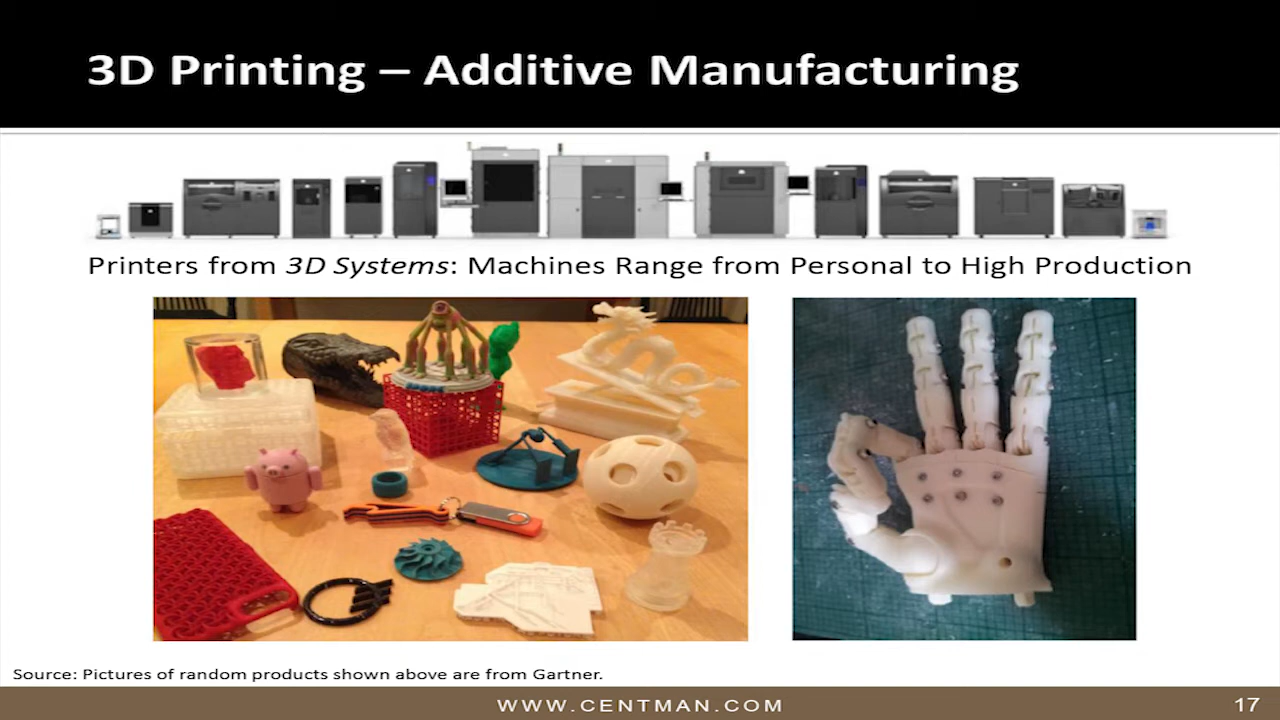 3D Printing – Additive Manufacturing
Printers from 3D Systems: Machines Range from Personal to High Production
Source: Pictures of random products shown above are from Gartner.
WWW.CENTMAN.COM
17